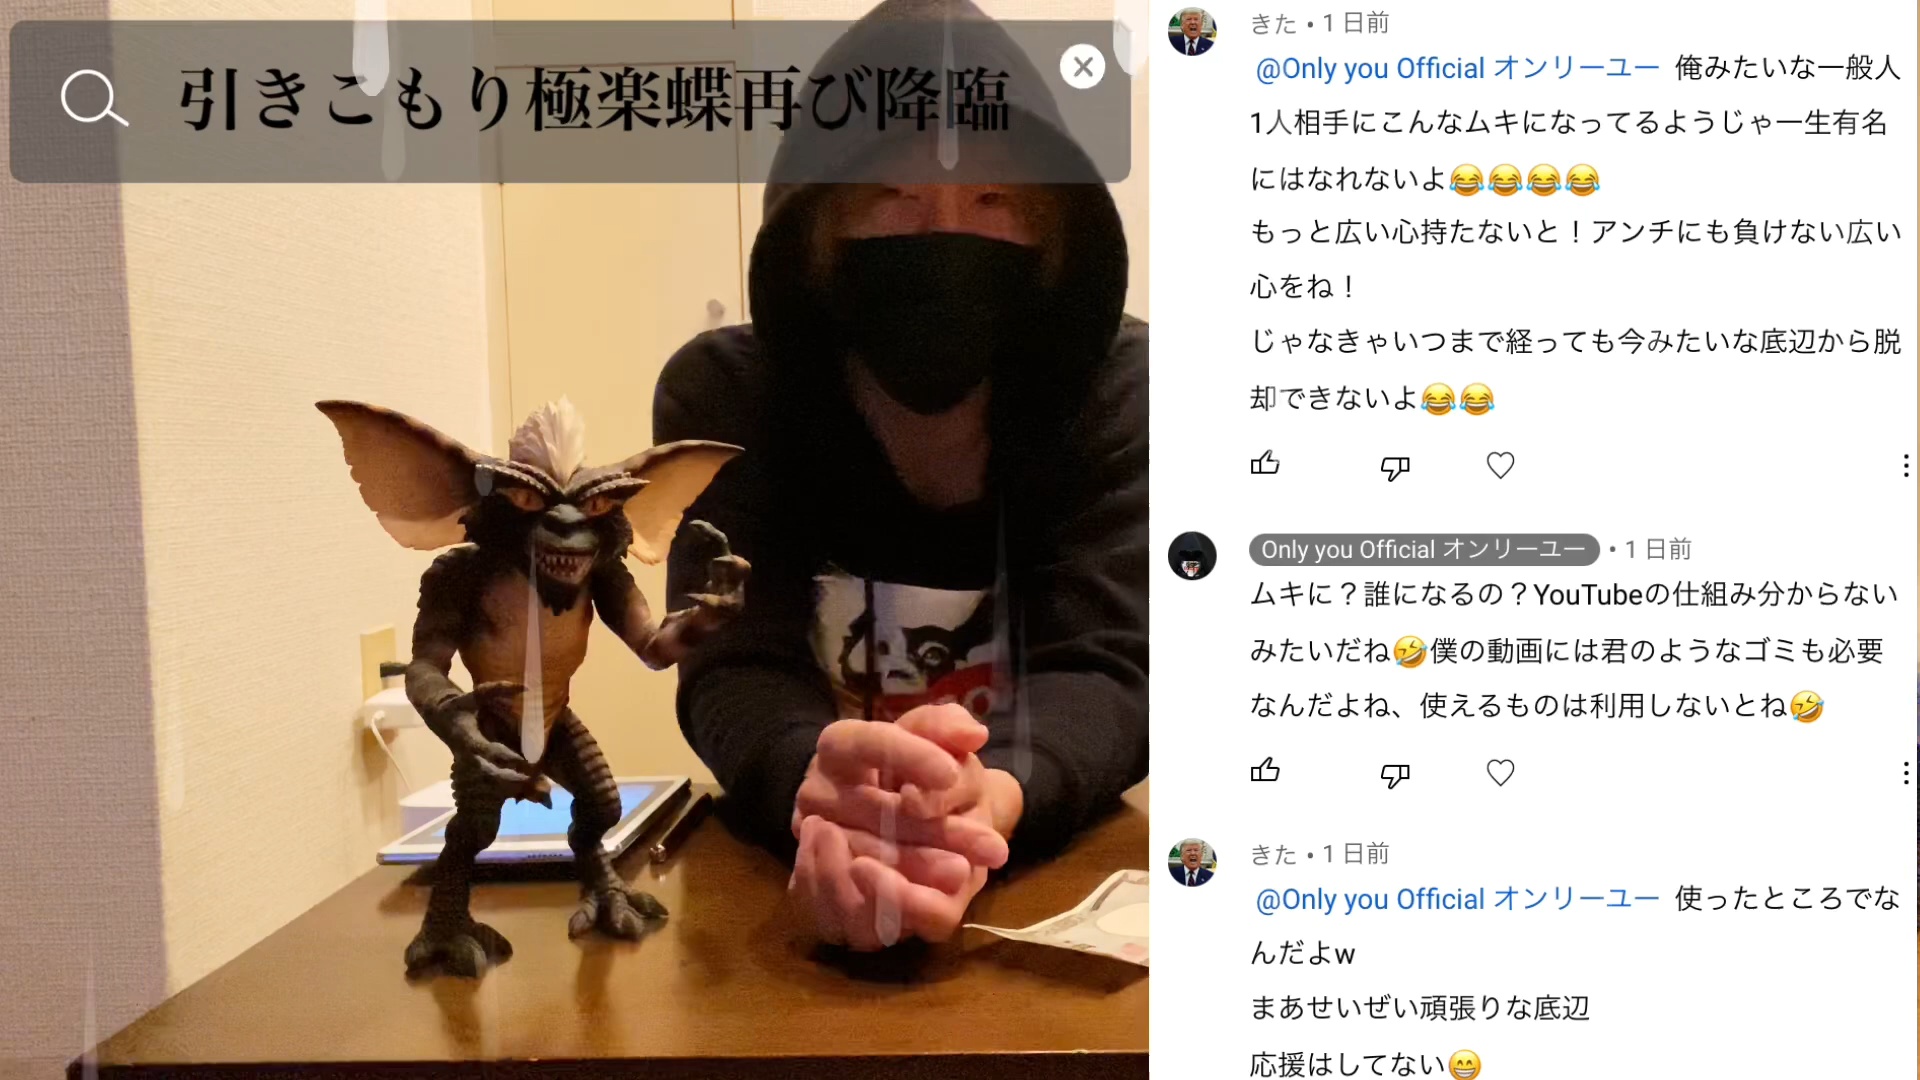 引きこもり極楽蝶再び降臨
きた • 1 日前
@Only you Official オンリーユー 俺みたいな一般人
1人相手にこんなムキになってるようじゃ一生有名
にはなれないよ😂😂😂😂
もっと広い心持たないと！アンチにも負けない広い
心をね！
じゃなきゃいつまで経っても今みたいな底辺から脱
却できないよ😂😂
Only you Official オンリーユー • 1 日前
ムキに？誰になるの？YouTubeの仕組み分からない
みたいだね🤣僕の動画には君のようなゴミも必要
なんだよね、使えるものは利用しないとね🤣
きた • 1 日前
@Only you Official オンリーユー 使ったところでな
んだよw
まあせいぜい頑張りな底辺
応援はしてない😁